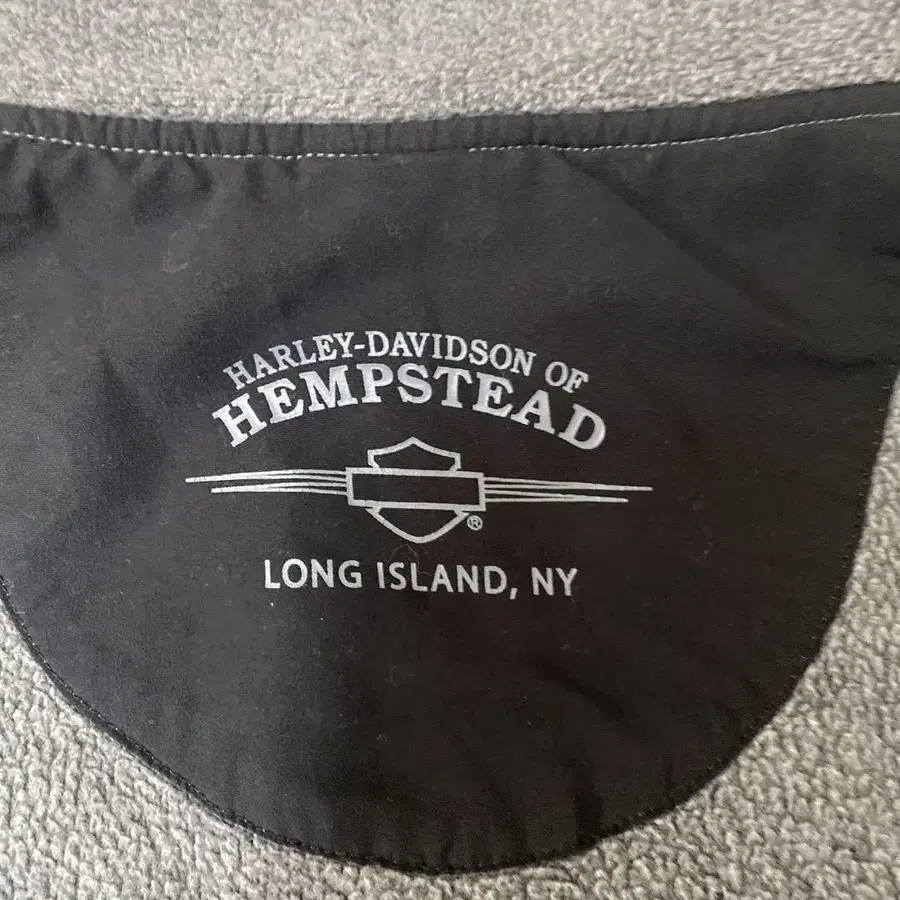 HARLEY-DAVIDSON OF
HEMPSTEAD
®
LONG ISLAND, NY